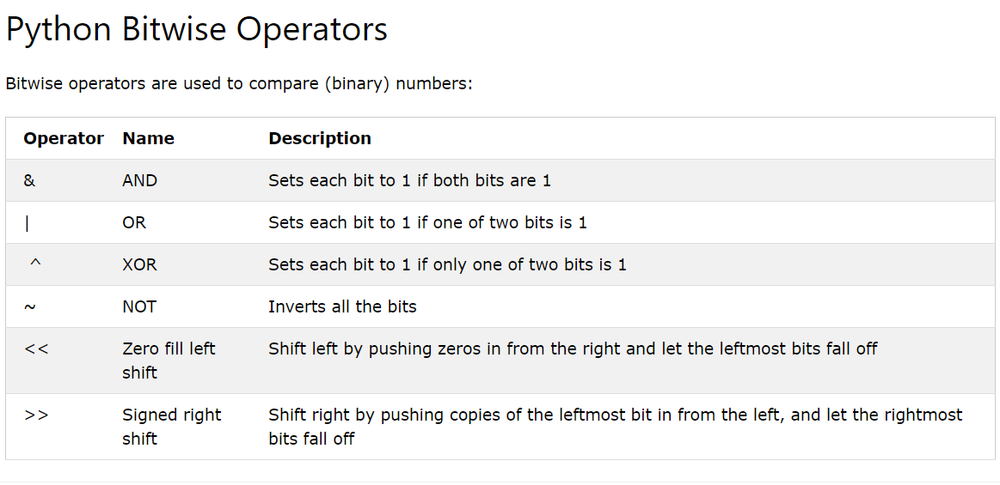 Python Bitwise Operators
Bitwise operators are used to compare (binary) numbers:
Operator Name Description
& AND Sets each bit to 1 if both bits are 1
| OR Sets each bit to 1 if one of two bits is 1
^ XOR Sets each bit to 1 if only one of two bits is 1
~ NOT Inverts all the bits
<< Zero fill left shift Shift left by pushing zeros in from the right and let the leftmost bits fall off
>> Signed right shift Shift right by pushing copies of the leftmost bit in from the left, and let the rightmost bits fall off